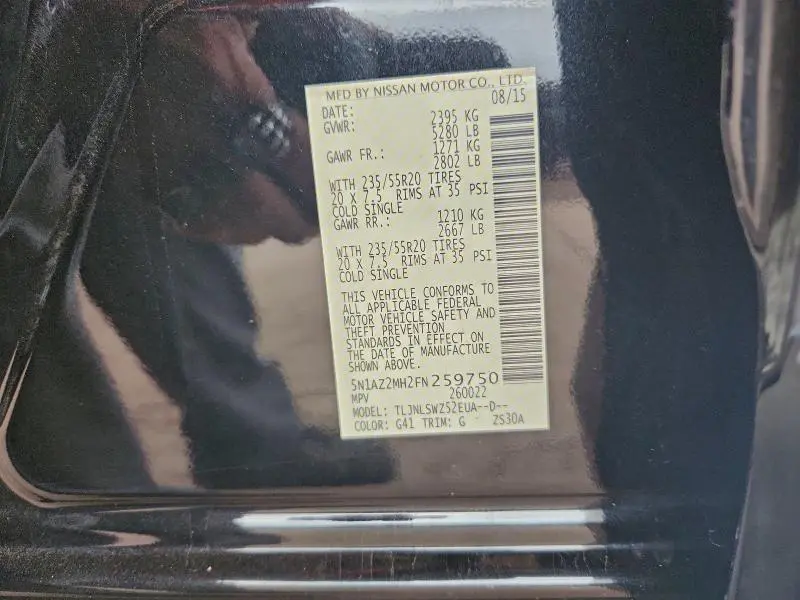 MFD BY NISSAN MOTOR CO., LTD.
DATE: 08/15
GVWR: 2395 KG
5280 LB
GAWR FR.: 1271 KG
2802 LB
WITH 235/55R20 TIRES
20 X 7.5 RIMS AT 35 PSI
COLD SINGLE
GAWR RR.: 1210 KG
2667 LB
WITH 235/55R20 TIRES
20 X 7.5 RIMS AT 35 PSI
COLD SINGLE
THIS VEHICLE CONFORMS TO
ALL APPLICABLE FEDERAL
MOTOR VEHICLE SAFETY AND
THEFT PREVENTION
STANDARDS IN EFFECT ON
THE DATE OF MANUFACTURE
SHOWN ABOVE.
5N1AZ2MH2FN259750
MPV 260022
MODEL: TLJNLSWZ52EUA--D--
COLOR: G41 TRIM: G ZS30A